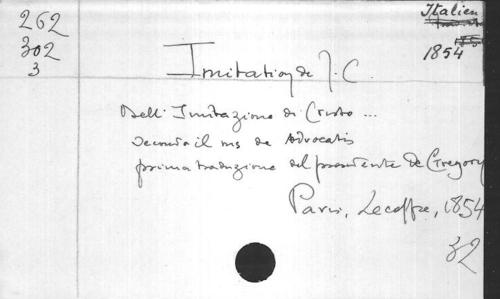 262
302
3
Italien
1854
Imitation de J. C.
Dell' Imitazione di Cristo ...
secondo il ms de Advocatis
prima traduzione del presidente de Gregory
Paris, Lecoffre, 1854
32